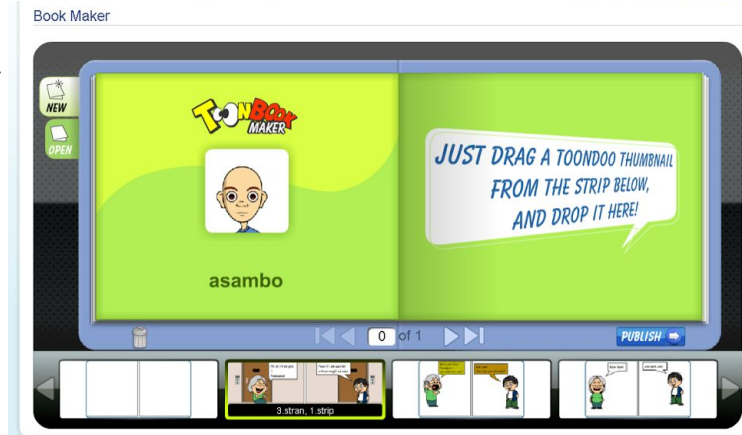 Book Maker
NEW
OPEN
TOONBOOK
MAKER
asambo
JUST DRAG A TOONDOO THUMBNAIL
FROM THE STRIP BELOW,
AND DROP IT HERE!
0 of 1
PUBLISH
3.stran, 1.strip